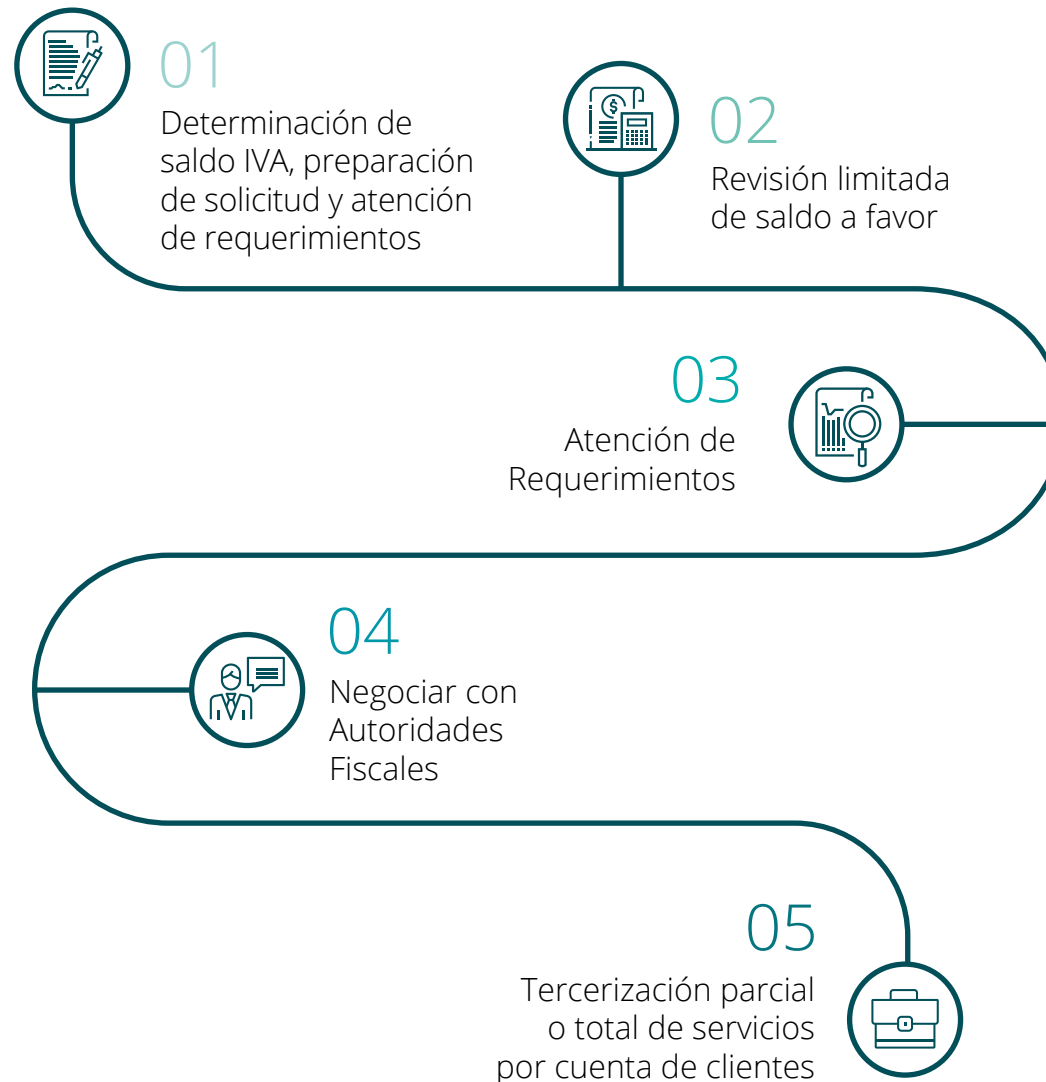 01
Determinación de
saldo IVA, preparación
de solicitud y atención
de requerimientos
02
Revisión limitada
de saldo a favor
03
Atención de
Requerimientos
04
Negociar con
Autoridades
Fiscales
05
Tercerización parcial
o total de servicios
por cuenta de clientes